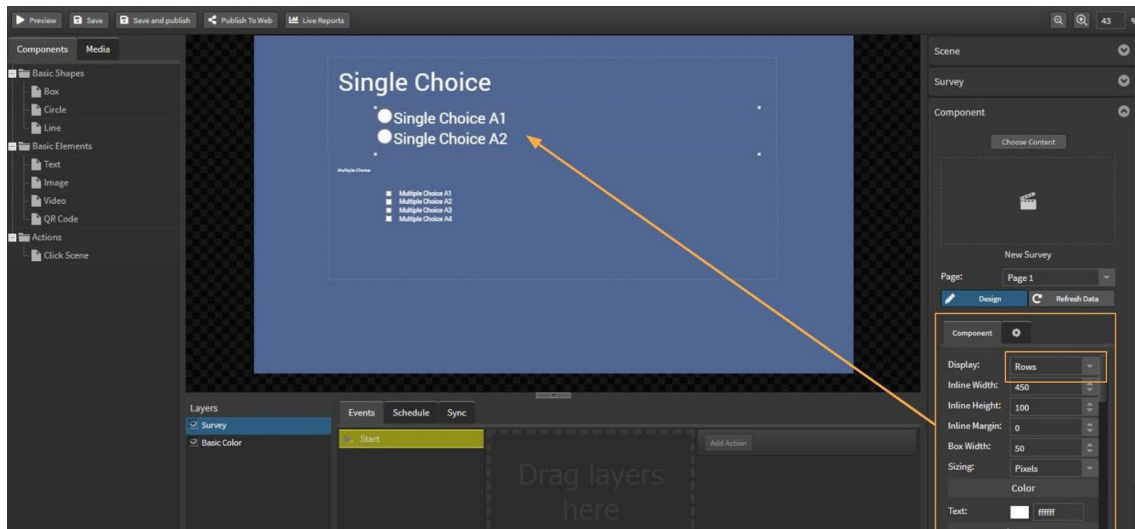 Preview Save Save and publish Publish To Web Live Reports 43 %
Components Media
Basic Shapes
Box
Circle
Line
Basic Elements
Text
Image
Video
QR Code
Actions
Click Scene
Single Choice
Single Choice A1
Single Choice A2
Multiple Choice
Multiple Choice A1
Multiple Choice A2
Multiple Choice A3
Multiple Choice A4
Layers
Survey
Basic Color
Events Schedule Sync
Start
Drag layers
here
Add Action
Scene
Survey
Component
Choose Content
New Survey
Page: Page 1
Design Refresh Data
Component
Display: Rows
Inline Width: 450
Inline Height: 100
Inline Margin: 0
Box Width: 50
Sizing: Pixels
Color
Text: ffffff